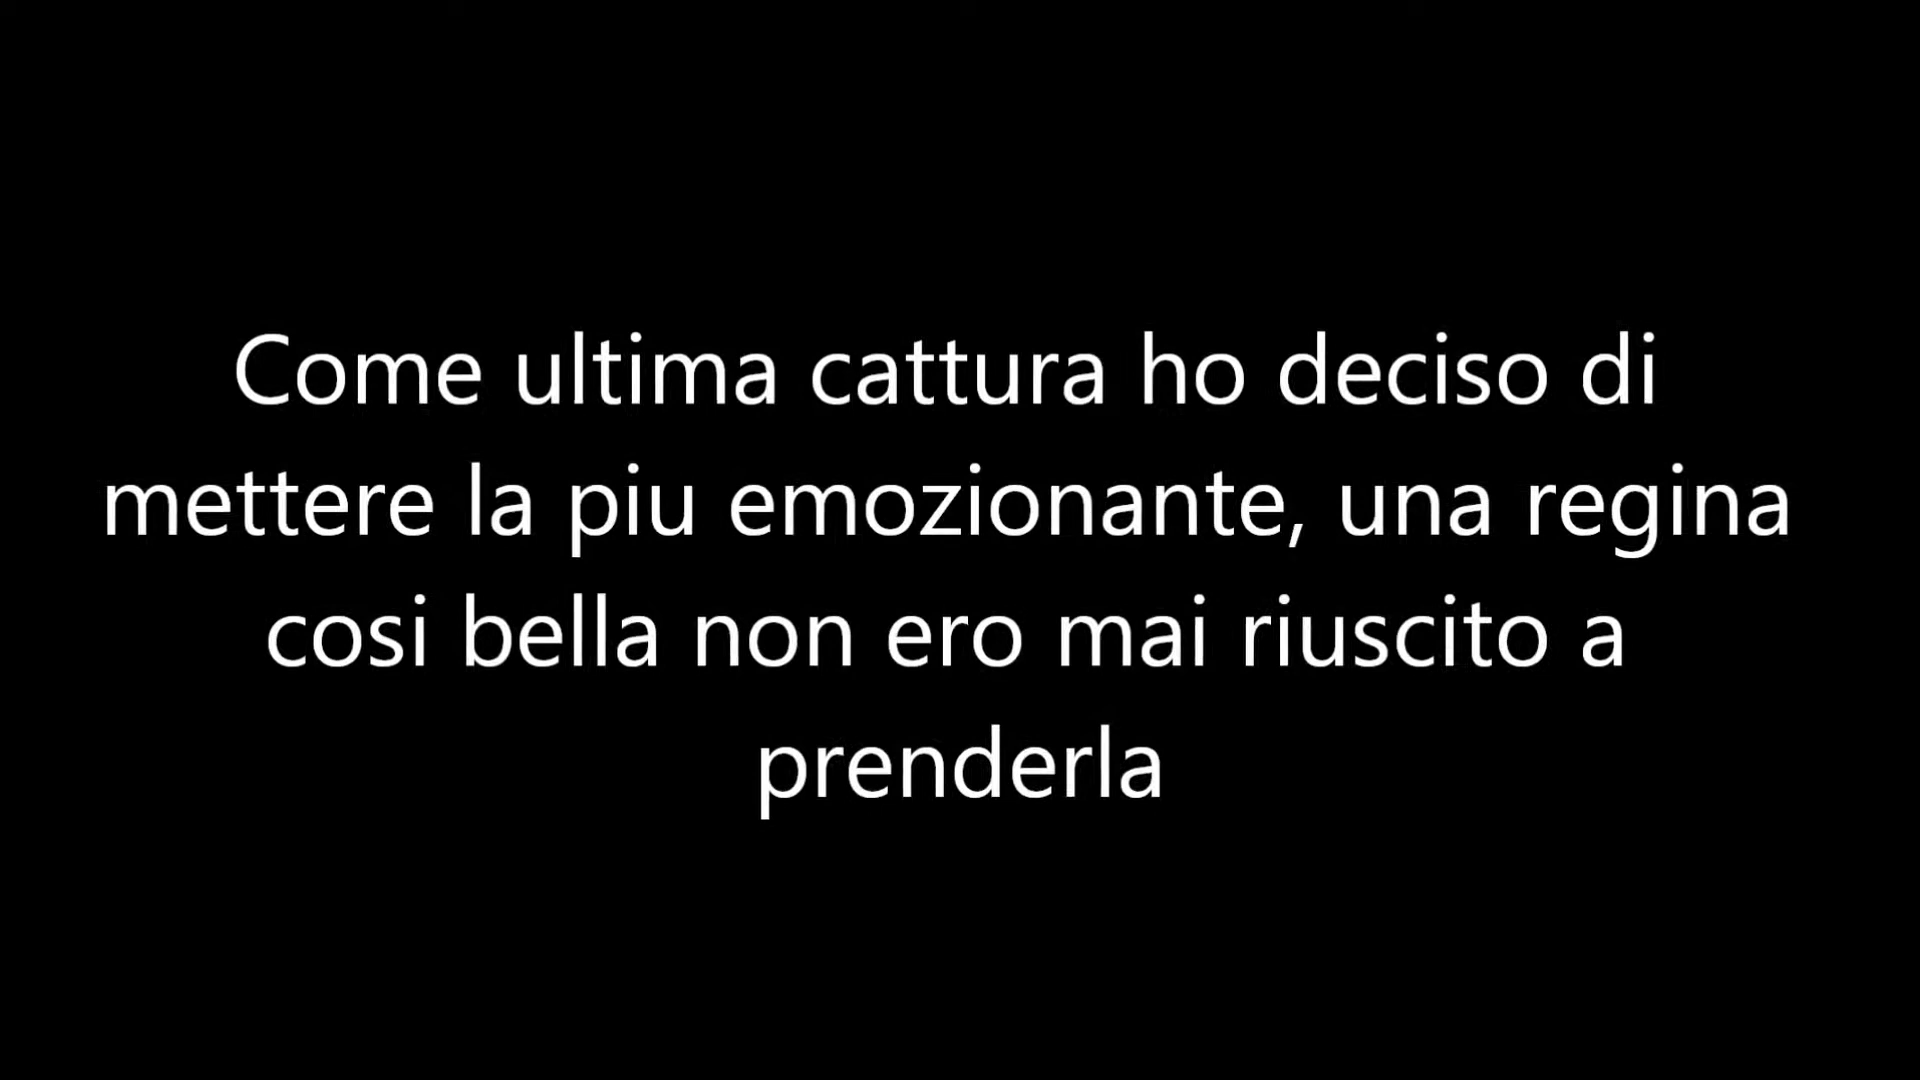 Come ultima cattura ho deciso di
mettere la piu emozionante, una regina
cosi bella non ero mai riuscito a
prenderla